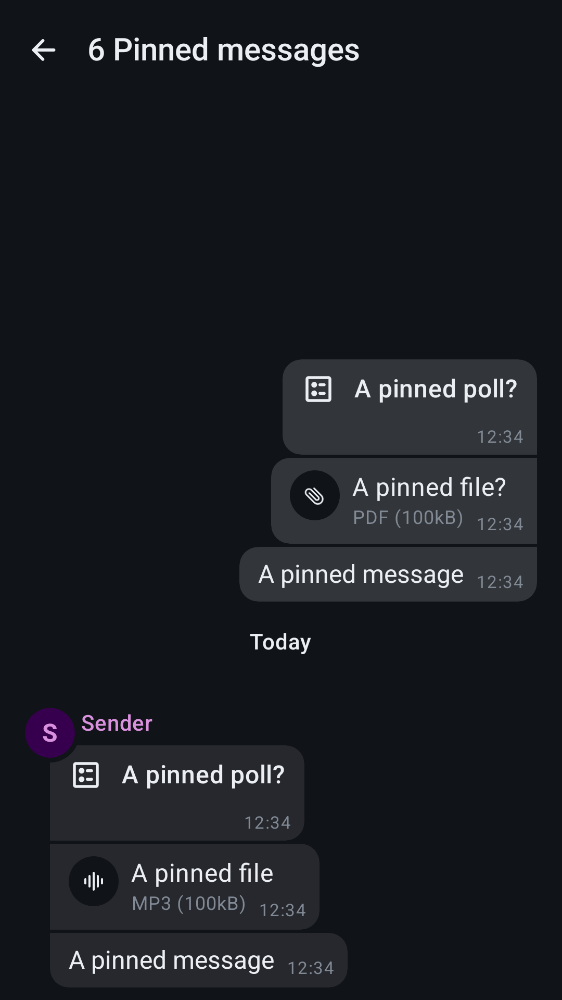 6 Pinned messages
A pinned poll?
12:34
A pinned file?
PDF (100kB) 12:34
A pinned message 12:34
Today
S Sender
A pinned poll?
12:34
A pinned file
MP3 (100kB) 12:34
A pinned message 12:34